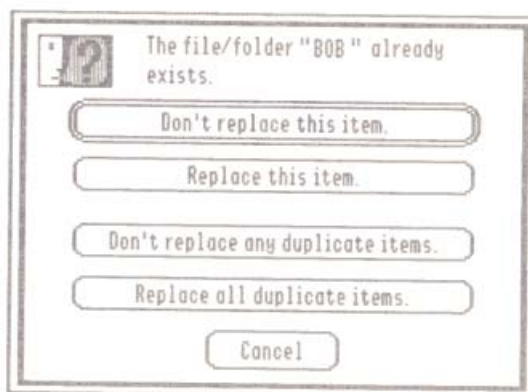 The file/folder "BOB" already
exists.
Don't replace this item.
Replace this item.
Don't replace any duplicate items.
Replace all duplicate items.
Cancel